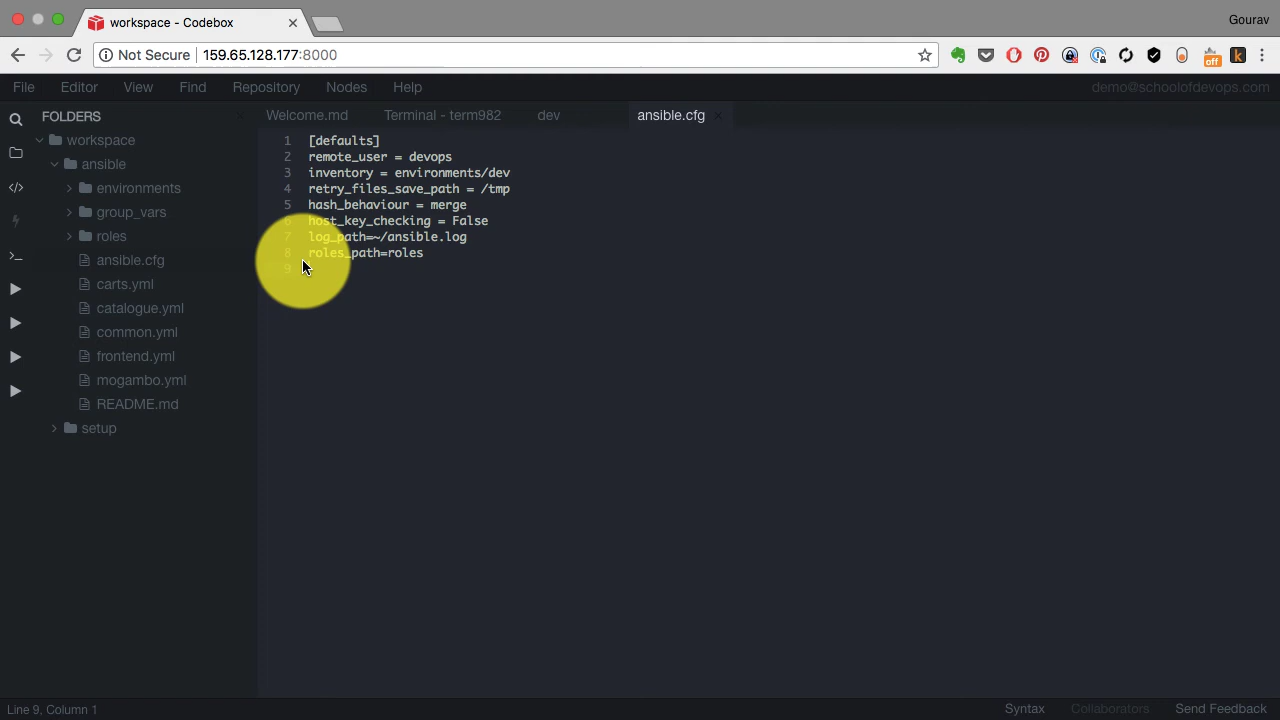 workspace - Codebox
Gourav
Not Secure
159.65.128.177:8000
off
k
File Editor View Find Repository Nodes Help
demo@schoolofdevops.com
FOLDERS
workspace
ansible
environments
group_vars
roles
ansible.cfg
carts.yml
catalogue.yml
common.yml
frontend.yml
mogambo.yml
README.md
setup
Welcome.md Terminal - term982 dev ansible.cfg
1 [defaults]
2 remote_user = devops
3 inventory = environments/dev
4 retry_files_save_path = /tmp
5 hash_behaviour = merge
6 host_key_checking = False
7 log_path=~/ansible.log
8 roles_path=roles
9
Line 9, Column 1
Syntax Collaborators Send Feedback